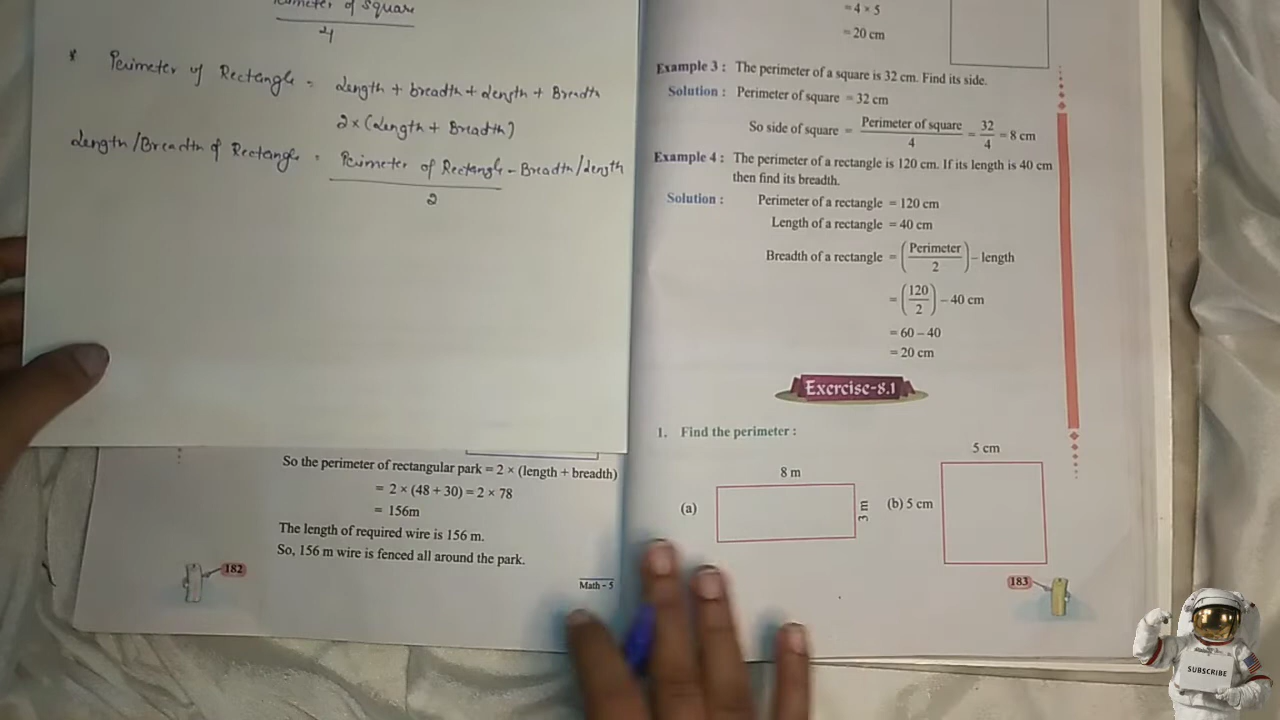 Perimeter of Square
4
* Perimeter of Rectangle = Length + breadth + Length + Breadth
2 × (Length + Breadth)
Length/Breadth of Rectangle = Perimeter of Rectangle - Breadth/Length
2
So the perimeter of rectangular park = 2 × (length + breadth)
= 2 × (48 + 30) = 2 × 78
= 156m
The length of required wire is 156 m.
So, 156 m wire is fenced all around the park.
182
Math - 5
= 4 × 5
= 20 cm
Example 3 : The perimeter of a square is 32 cm. Find its side.
Solution : Perimeter of square = 32 cm
So side of square = Perimeter of square / 4 = 32 / 4 = 8 cm
Example 4 : The perimeter of a rectangle is 120 cm. If its length is 40 cm
then find its breadth.
Solution : Perimeter of a rectangle = 120 cm
Length of a rectangle = 40 cm
Breadth of a rectangle = (Perimeter / 2) - length
= (120 / 2) - 40 cm
= 60 - 40
= 20 cm
Exercise-8.1
1. Find the perimeter :
8 m
(a)
3 m
5 cm
(b) 5 cm
183
SUBSCRIBE